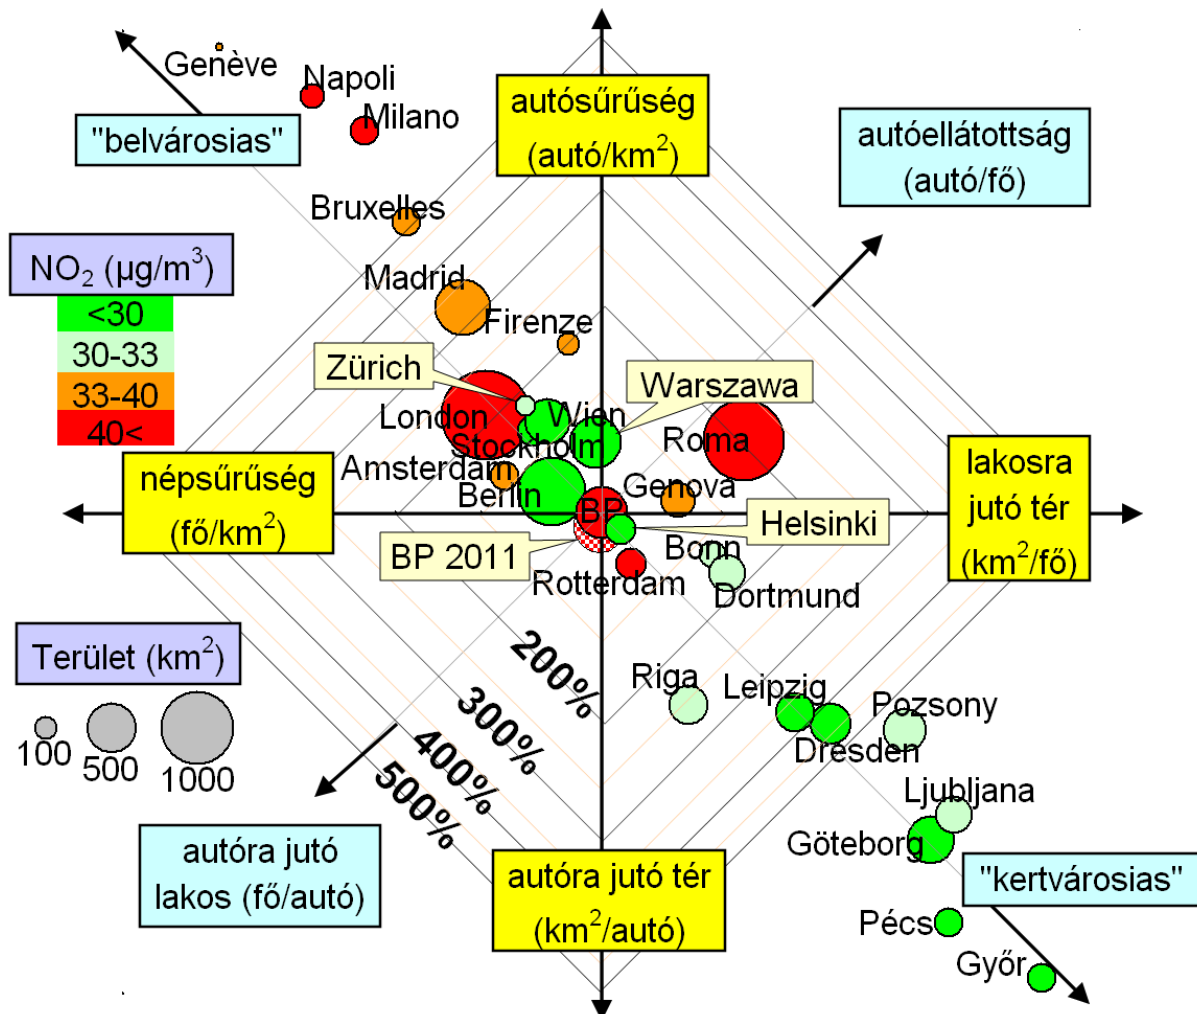 Genève
Napoli
Milano
"belvárosias"
autósűrűség
(autó/km²)
autóellátottság
(autó/fő)
Bruxelles
NO₂ (µg/m³)
<30
30-33
33-40
40<
Madrid
Firenze
Zürich
Warszawa
London
Wien
Stockholm
Roma
Amsterdam
Berlin
Genova
népsűrűség
(fő/km²)
lakosra
jutó tér
(km²/fő)
BP
Helsinki
BP 2011
Bonn
Rotterdam
Dortmund
Terület (km²)
100
500
1000
200%
300%
400%
500%
Riga
Leipzig
Pozsony
Dresden
Ljubljana
Göteborg
autóra jutó
lakos (fő/autó)
autóra jutó tér
(km²/autó)
"kertvárosias"
Pécs
Győr